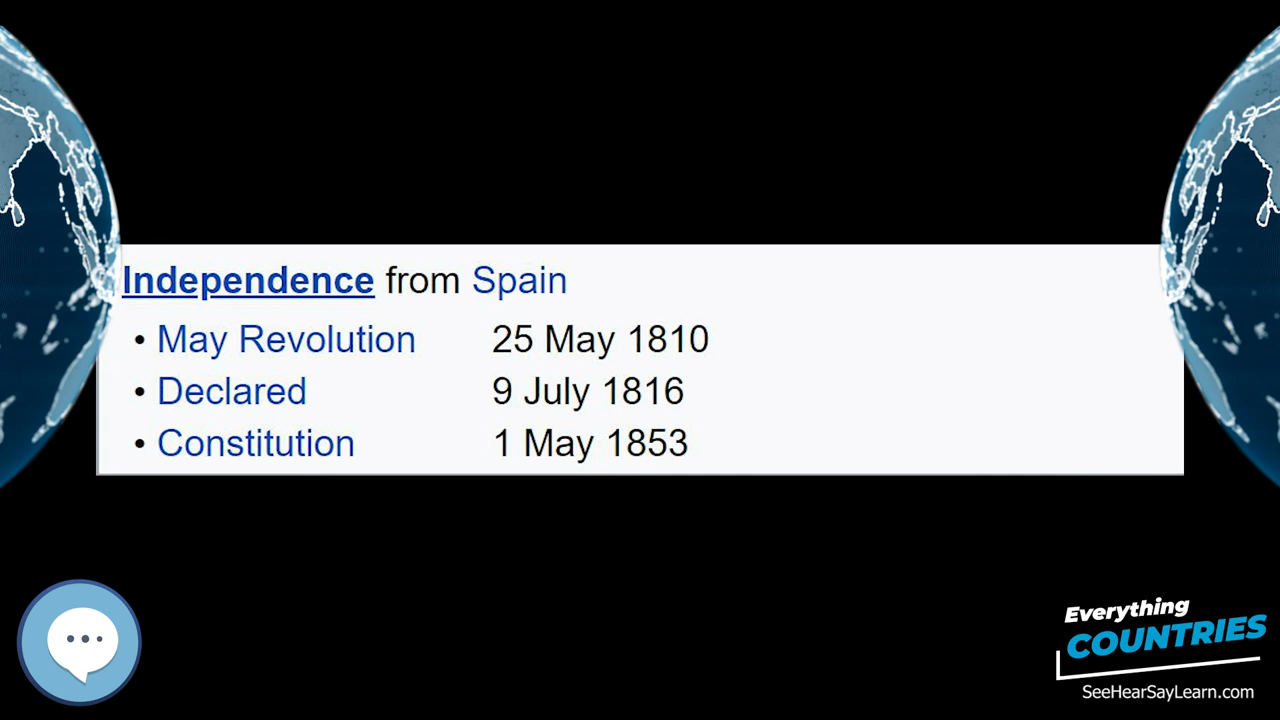 Independence from Spain
• May Revolution 25 May 1810
• Declared 9 July 1816
• Constitution 1 May 1853
Everything
COUNTRIES
SeeHearSayLearn.com